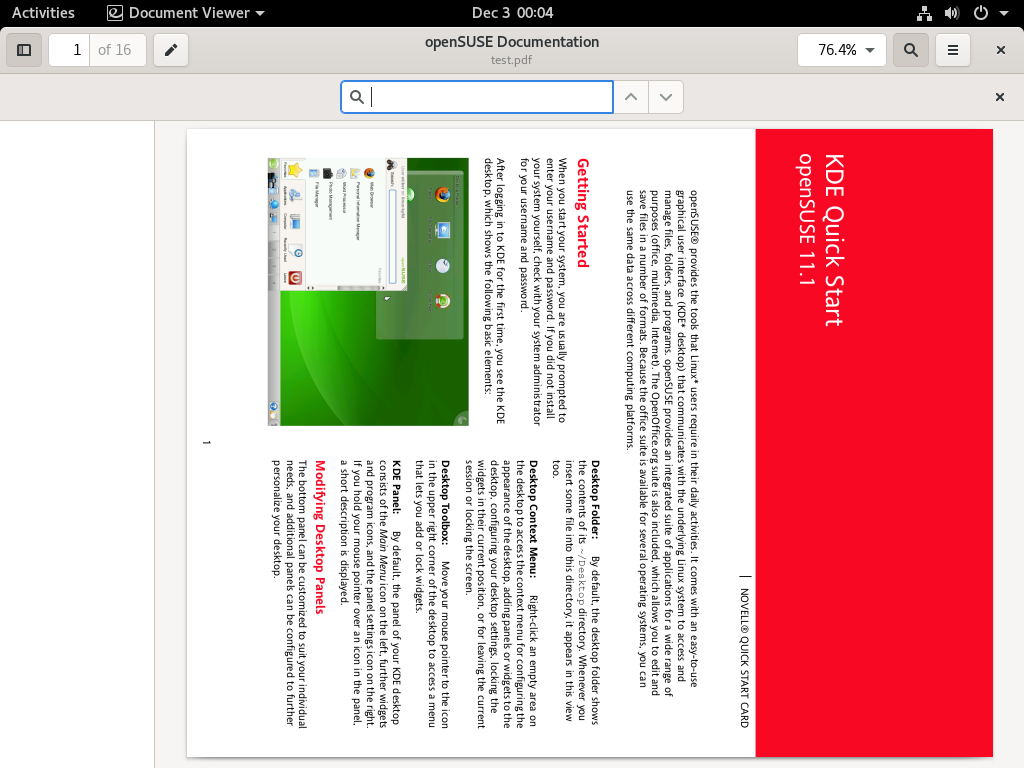 Activities
Document Viewer
Dec 3 00:04
1
of 16
openSUSE Documentation
test.pdf
76.4%
KDE Quick Start
openSUSE 11.1
NOVELL® QUICK START CARD
openSUSE® provides the tools that Linux* users require in their daily activities. It comes with an easy-to-use
graphical user interface (KDE* desktop) that communicates with the underlying Linux system to access and
manage files, folders, and programs. openSUSE provides an integrated suite of applications for a wide range of
purposes (office, multimedia, Internet). The OpenOffice.org suite is also included, which allows you to edit and
save files in a number of formats. Because the office suite is available for several operating systems, you can
use the same data across different computing platforms.
Getting Started
When you start your system, you are usually prompted to
enter your username and password. If you did not install
your system yourself, check with your system administrator
for your username and password.
After logging in to KDE for the first time, you see the KDE
desktop, which shows the following basic elements:
Web Browser
Personal Information Manager
Word Processor
Photo Management
File Manager
Favorites
Applications
Computer
Recently Used
Leave
Desktop Folder: By default, the desktop folder shows
the contents of its ~/Desktop directory. Whenever you
insert some file into this directory, it appears in this view
too.
Desktop Context Menu: Right-click an empty area on
the desktop to access the context menu for configuring the
appearance of the desktop, adding panels or widgets to the
desktop, configuring your desktop settings, locking the
widgets in their current position, or for leaving the current
session or locking the screen.
Desktop Toolbox: Move your mouse pointer to the icon
in the upper right corner of the desktop to access a menu
that lets you add or lock widgets.
KDE Panel: By default, the panel of your KDE desktop
consists of the Main Menu icon on the left, further widgets
and program icons, and the panel settings icon on the right.
If you hold your mouse pointer over an icon in the panel,
a short description is displayed.
Modifying Desktop Panels
The bottom panel can be customized to suit your individual
needs, and additional panels can be configured to further
personalize your desktop.
1